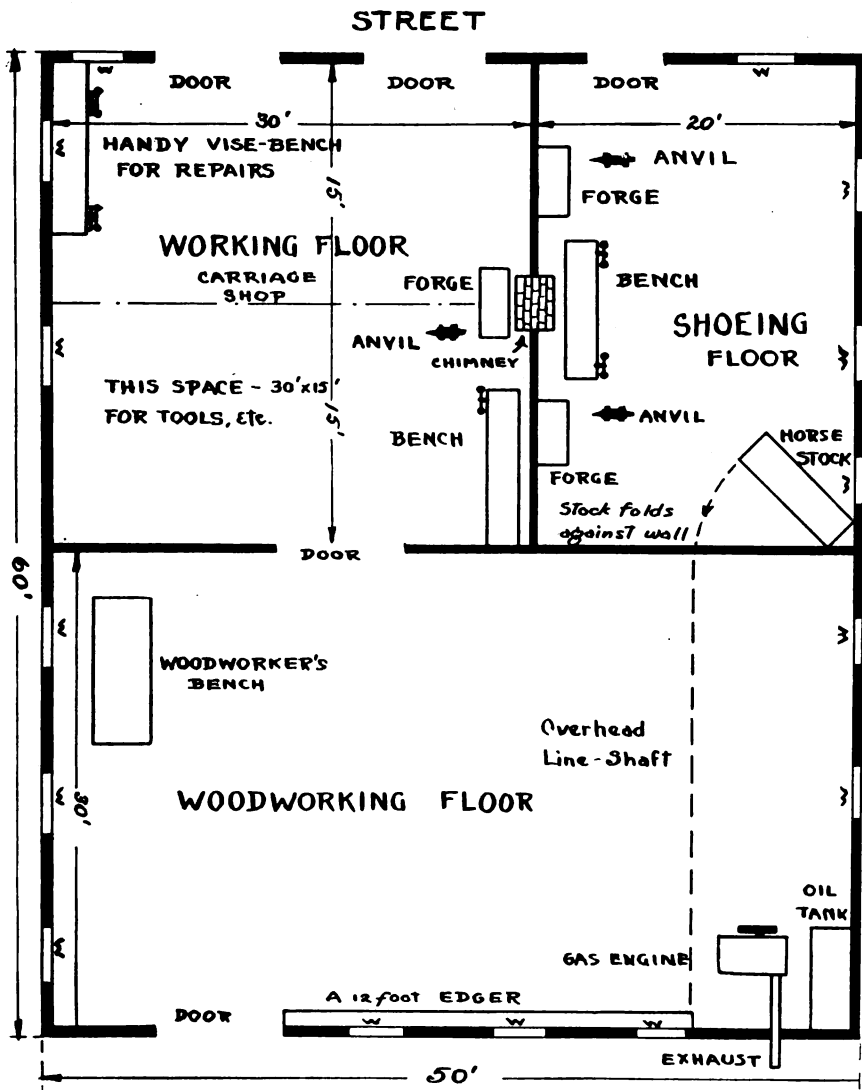 STREET
DOOR
DOOR
DOOR
W
W
30'
20'
HANDY VISE-BENCH
FOR REPAIRS
W
15'
ANVIL
FORGE
W
WORKING FLOOR
CARRIAGE
SHOP
FORGE
BENCH
ANVIL
CHIMNEY
SHOEING
FLOOR
W
W
THIS SPACE - 30'x15'
FOR TOOLS, Etc.
15'
BENCH
ANVIL
FORGE
HORSE
STOCK
W
Stock folds
against wall
DOOR
60'
W
W
WOODWORKER'S
BENCH
Overhead
Line-Shaft
30'
W
W
WOODWORKING FLOOR
OIL
TANK
W
GAS ENGINE
A 12 foot EDGER
DOOR
W
W
W
EXHAUST
50'